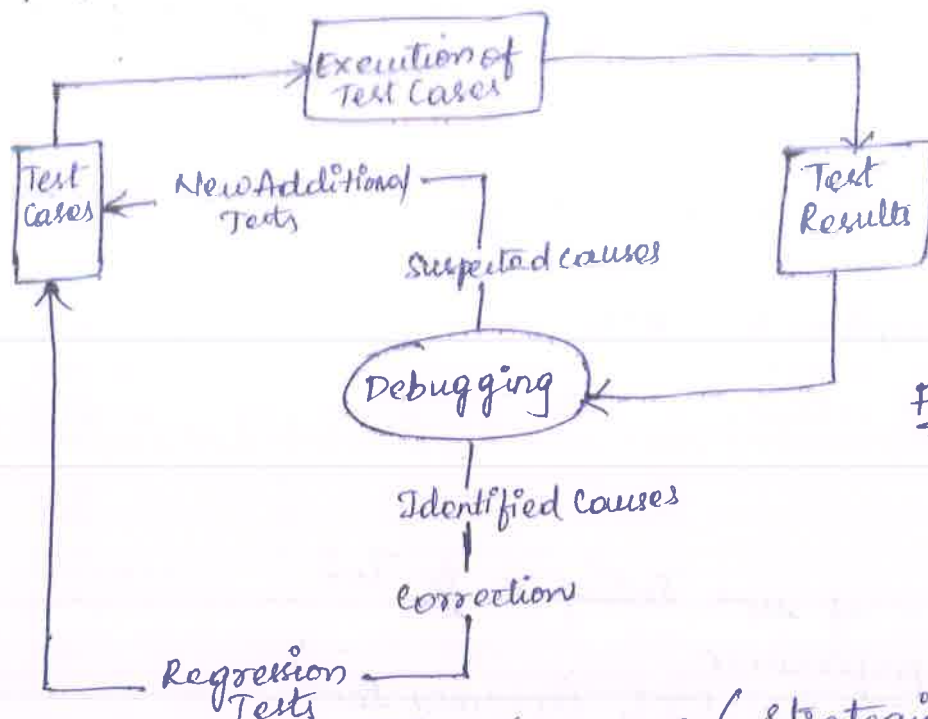 Execution of
Test Cases
Test
Cases
New Additional
Tests
Test
Results
Suspected causes
Debugging
Identified Causes
Correction
Regression
Tests